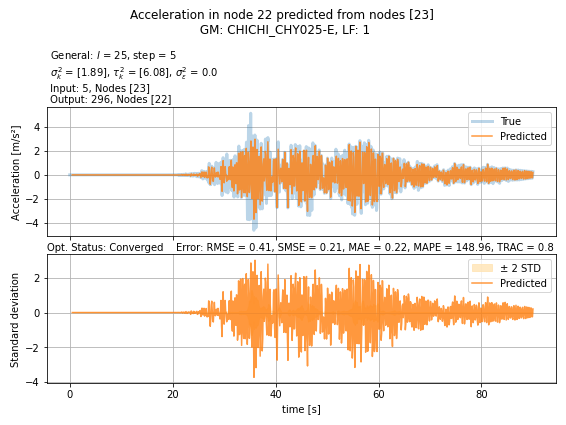 Acceleration in node 22 predicted from nodes [23]
GM: CHICHI_CHY025-E, LF: 1
General: l = 25, step = 5
σ²ₖ = [1.89], τ²ₖ = [6.08], σ²ε = 0.0
Input: 5, Nodes [23]
Output: 296, Nodes [22]
True
Predicted
Acceleration [m/s²]
4
2
0
−2
−4
Opt. Status: Converged Error: RMSE = 0.41, SMSE = 0.21, MAE = 0.22, MAPE = 148.96, TRAC = 0.8
± 2 STD
Predicted
Standard deviation
2
0
−2
−4
0 20 40 60 80
time [s]